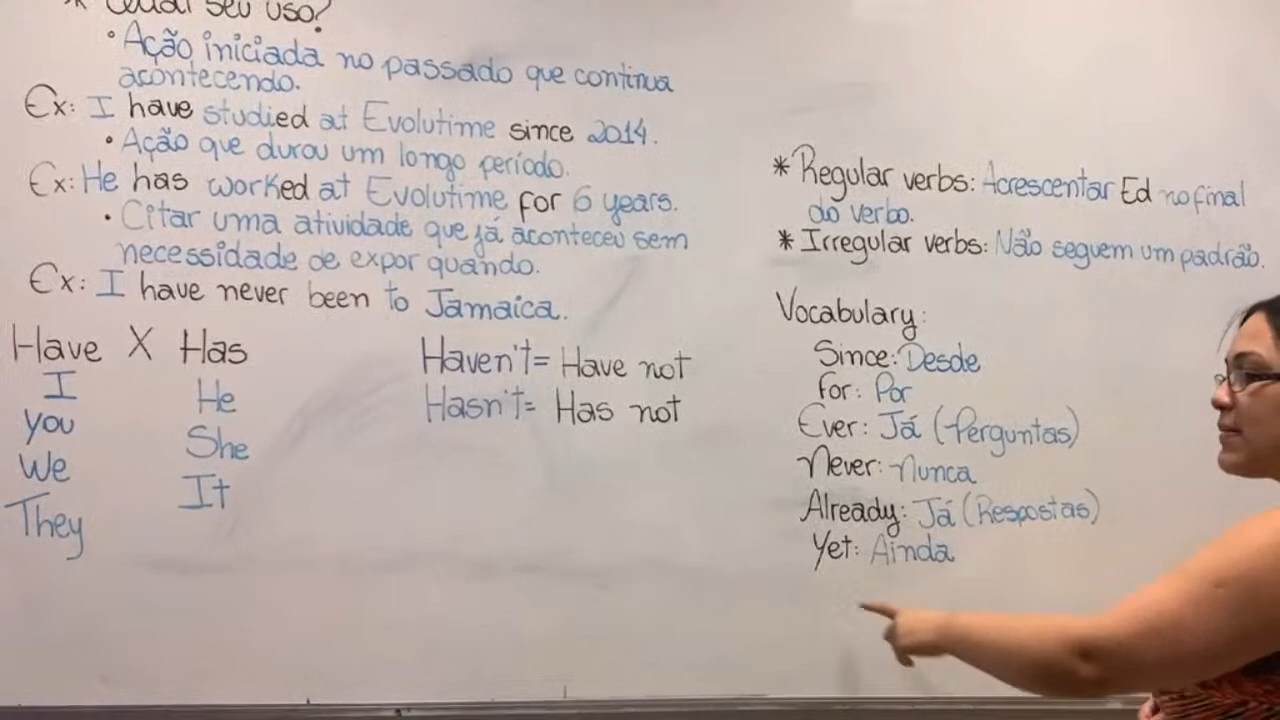 * Qual seu uso?
• Ação iniciada no passado que continua
acontecendo.
Ex: I have studied at Evolutime since 2014.
• Ação que durou um longo período.
Ex: He has worked at Evolutime for 6 years.
• Citar uma atividade que já aconteceu sem
necessidade de expor quando.
Ex: I have never been to Jamaica.
Have X Has
I He
you She
We It
They
Haven't = Have not
Hasn't = Has not
* Regular verbs: Acrescentar Ed no final
do verbo.
* Irregular verbs: Não seguem um padrão.
Vocabulary:
Since: Desde
For: Por
Ever: Já (Perguntas)
Never: Nunca
Already: Já (Respostas)
Yet: Ainda